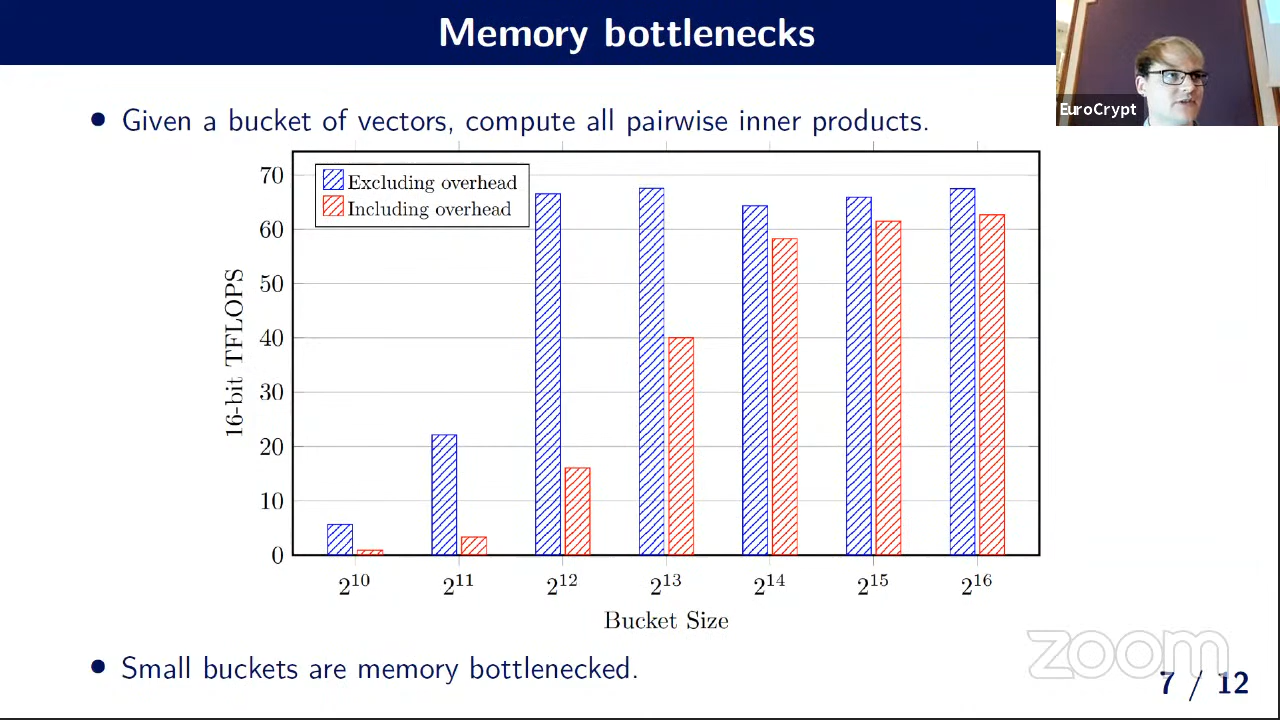 Memory bottlenecks
EuroCrypt
• Given a bucket of vectors, compute all pairwise inner products.
Excluding overhead
Including overhead
16-bit TFLOPS
70
60
50
40
30
20
10
0
2^10 2^11 2^12 2^13 2^14 2^15 2^16
Bucket Size
• Small buckets are memory bottlenecked.
zoom
7 / 12